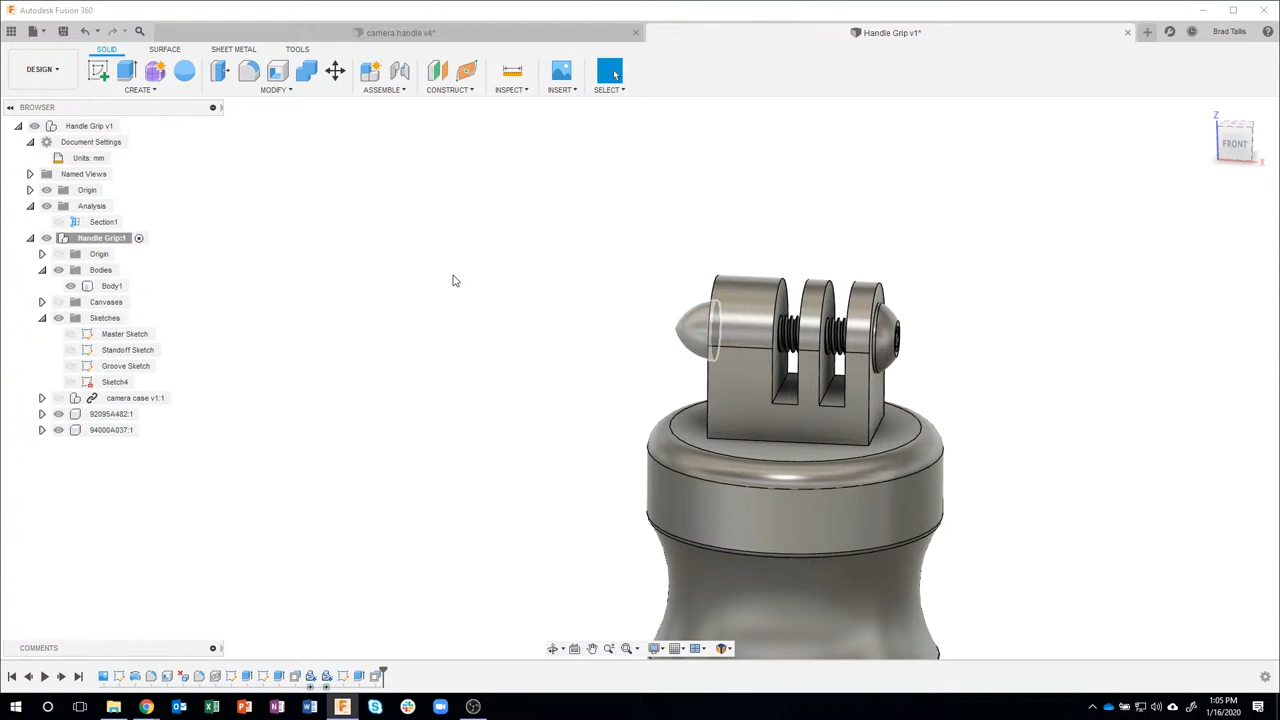 Autodesk Fusion 360
camera handle v4*
Handle Grip v1*
Brad Tallis
SOLID
SURFACE
SHEET METAL
TOOLS
DESIGN
CREATE
MODIFY
ASSEMBLE
CONSTRUCT
INSPECT
INSERT
SELECT
BROWSER
Handle Grip v1
Document Settings
Units: mm
Named Views
Origin
Analysis
Section1
Handle Grip:1
Origin
Bodies
Body1
Canvases
Sketches
Master Sketch
Standoff Sketch
Groove Sketch
Sketch4
camera case v1:1
92095A482:1
94000A037:1
Z
FRONT
X
COMMENTS
1:05 PM
1/16/2020